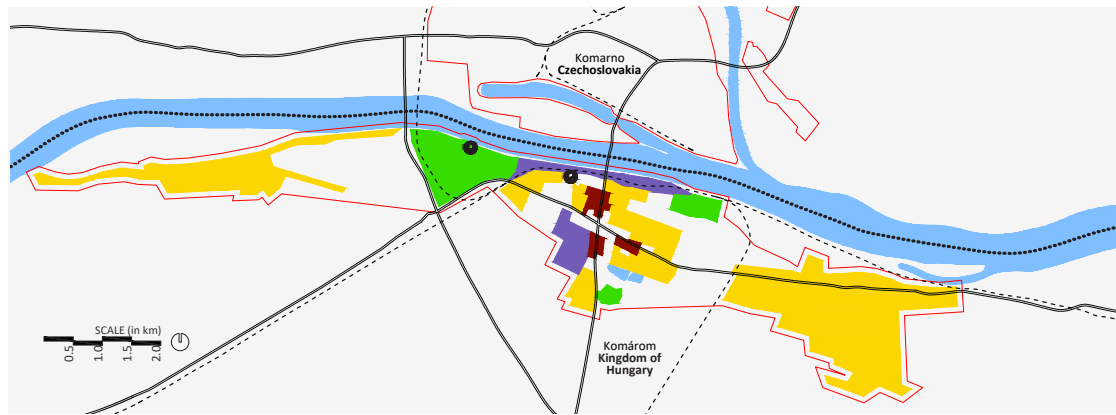 Komarno
Czechoslovakia
SCALE (in km)
0.5
1.0
1.5
2.0
Komárom
Kingdom of
Hungary